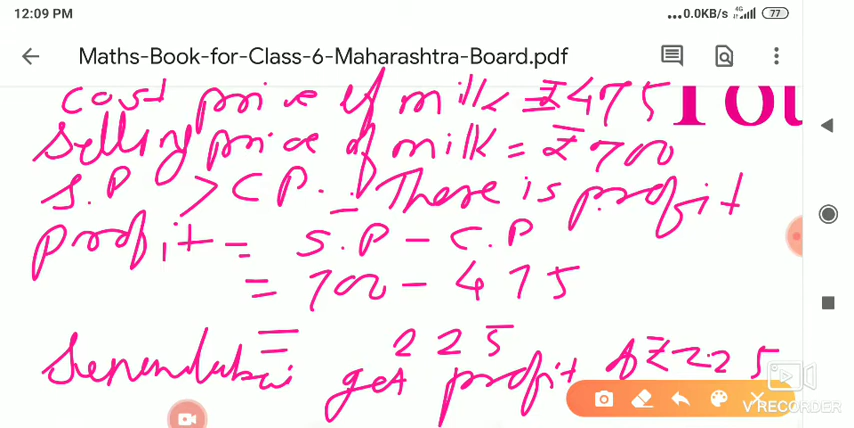 12:09 PM ...0.0KB/s 4G 77
Maths-Book-for-Class-6-Maharashtra-Board.pdf
Cost price of milk = ₹475
Selling price of milk = ₹700
S.P > C P. There is profit
profit = S.P - C.P
= 700 - 475
= 225
get profit of ₹225
V RECORDER